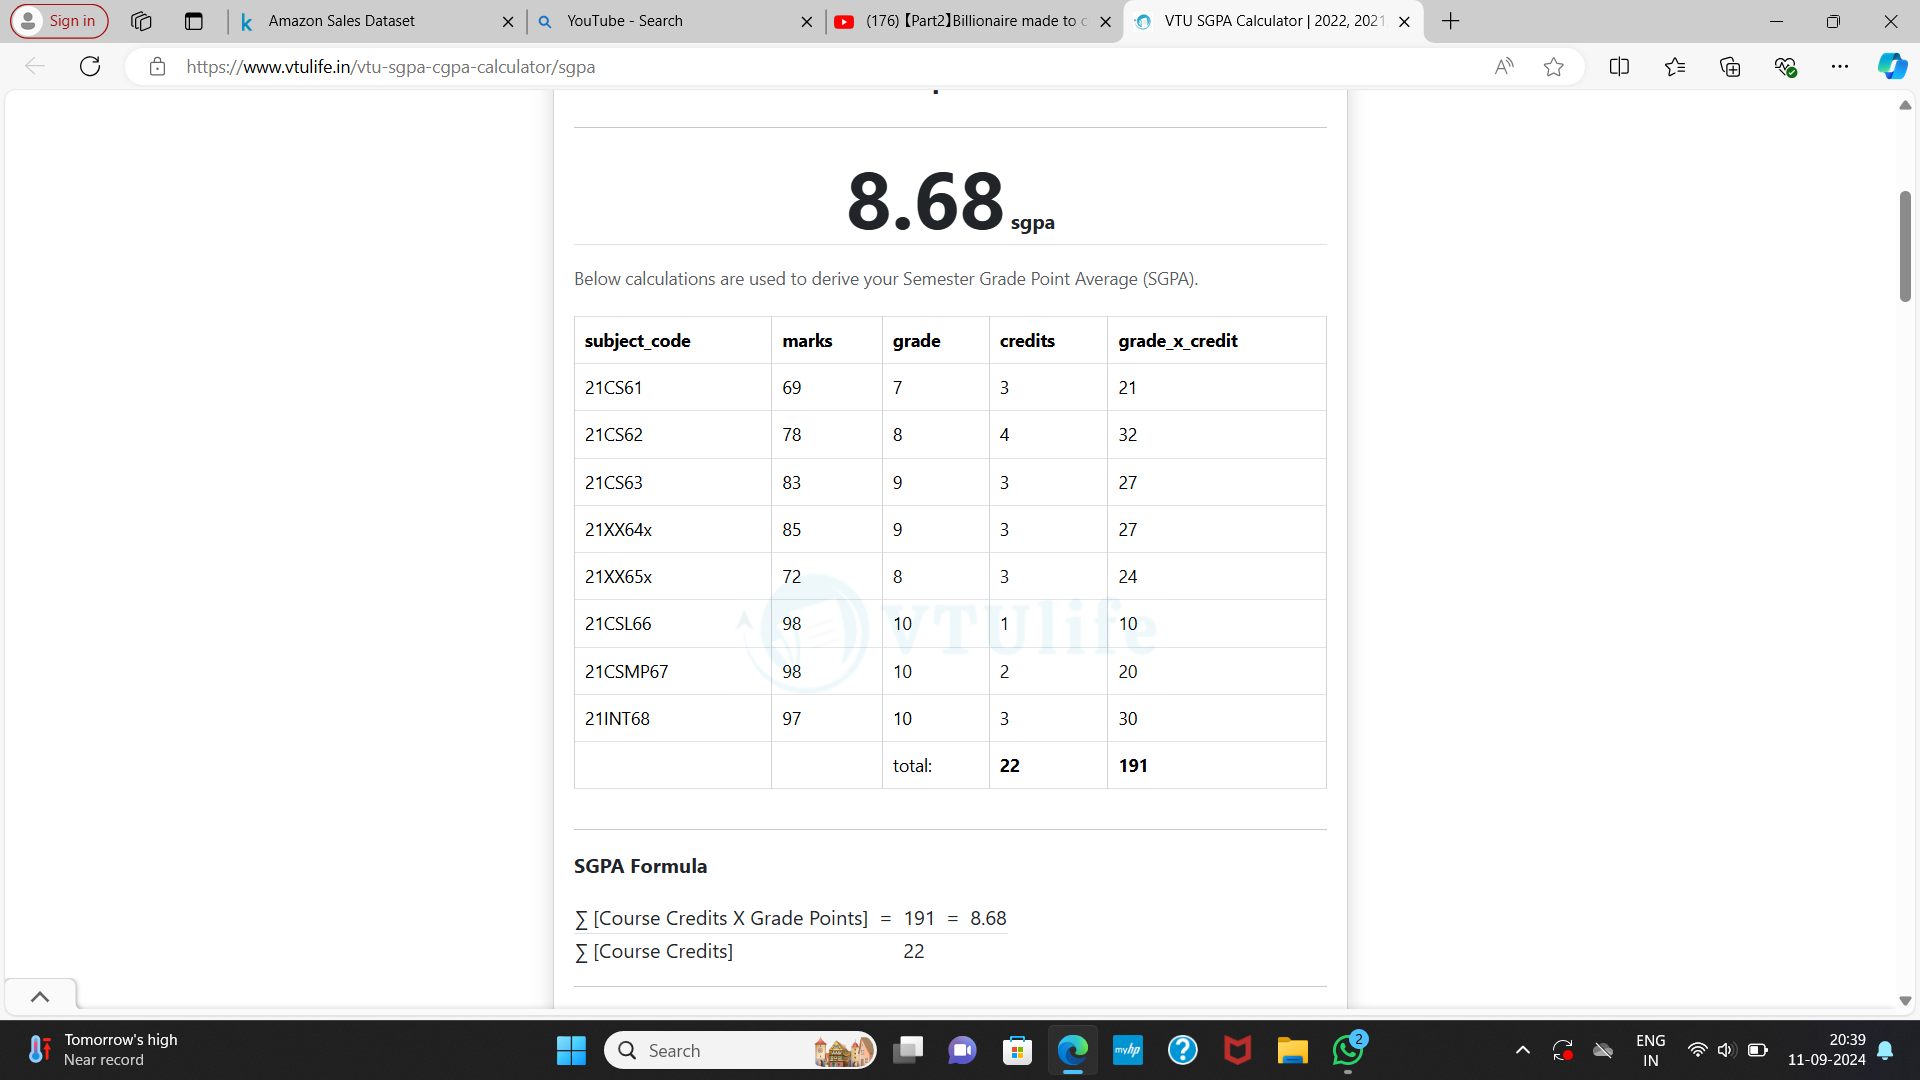 Sign in
Amazon Sales Dataset
YouTube - Search
(176) 【Part2】Billionaire made to c
VTU SGPA Calculator | 2022, 2021
https://www.vtulife.in/vtu-sgpa-cgpa-calculator/sgpa
8.68 sgpa
Below calculations are used to derive your Semester Grade Point Average (SGPA).
subject_code marks grade credits grade_x_credit
21CS61 69 7 3 21
21CS62 78 8 4 32
21CS63 83 9 3 27
21XX64x 85 9 3 27
21XX65x 72 8 3 24
21CSL66 98 10 1 10
VTUlife
21CSMP67 98 10 2 20
21INT68 97 10 3 30
total: 22 191
SGPA Formula
∑ [Course Credits X Grade Points] = 191 = 8.68
∑ [Course Credits] 22
Tomorrow's high
Near record
Search
myhp
2
ENG
IN
20:39
11-09-2024